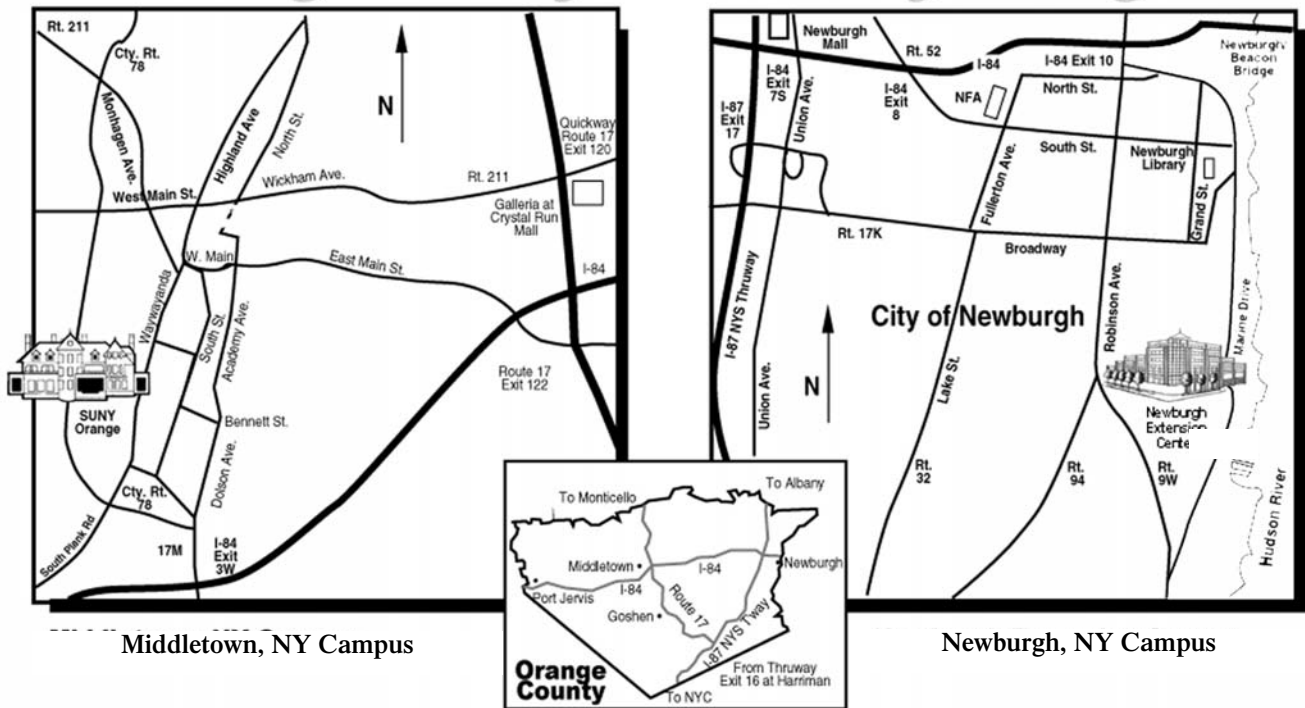 Rt. 211
Cty. Rt.
78
Monhagen Ave.
Highland Ave
North St.
N
Quickway
Route 17
Exit 120
Wickham Ave.
Rt. 211
West Main St.
Galleria at
Crystal Run
Mall
W. Main
East Main St.
I-84
Waywayanda
South St.
Academy Ave.
Route 17
Exit 122
SUNY
Orange
Bennett St.
Cty. Rt.
78
Dolson Ave.
South Plank Rd
17M
I-84
Exit
3W
Middletown, NY Campus
Newburgh
Mall
Rt. 52
I-84
I-84 Exit 10
Newburgh/
Beacon
Bridge
I-84
Exit
7S
I-87
Exit
17
Union Ave.
I-84
Exit
8
NFA
North St.
South St.
Newburgh
Library
Fullerton Ave.
Grand St.
Rt. 17K
Broadway
I-87 NYS Thruway
City of Newburgh
Robinson Ave.
Marine Drive
N
Union Ave.
Lake St.
Newburgh
Extension
Cente
Rt.
32
Rt.
94
Rt.
9W
Hudson River
Newburgh, NY Campus
To Monticello
To Albany
Middletown
I-84
Newburgh
Port Jervis
I-84
Goshen
Route 17
I-87 NYS T'way
Orange
County
From Thruway
Exit 16 at Harriman
To NYC